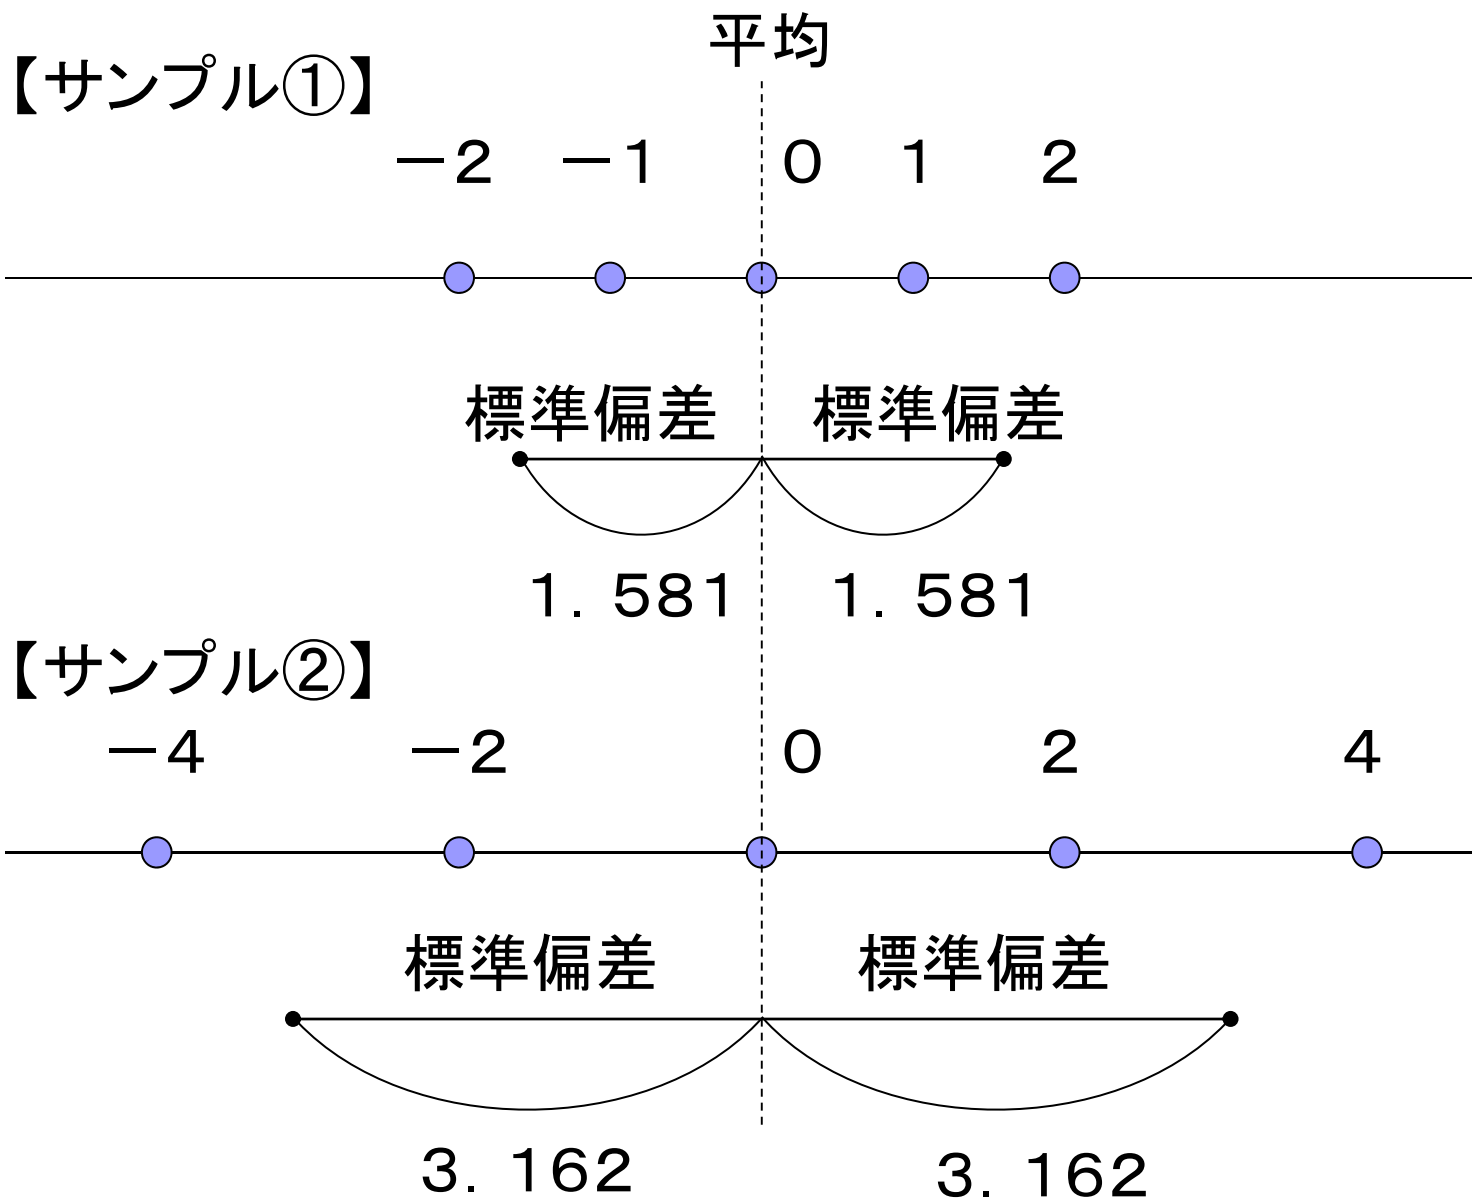 平均
【サンプル①】
－2 －1 0 1 2
標準偏差 標準偏差
1．581 1．581
【サンプル②】
－4 －2 0 2 4
標準偏差 標準偏差
3．162 3．162